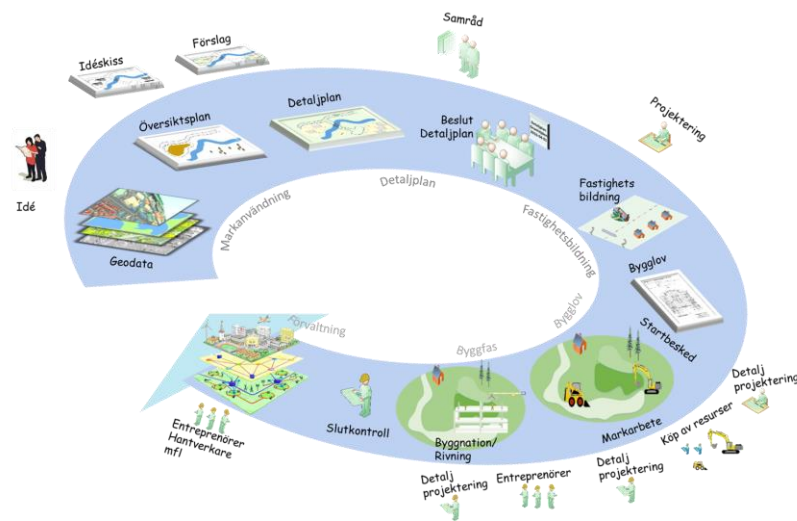 Samråd
Förslag
Idéskiss
Detaljplan
Översiktsplan
Beslut
Detaljplan
Projektering
Idé
Geodata
Markanvändning
Detaljplan
Fastighetsbildning
Fastighets
bildning
Bygglov
Bygglov
Startbesked
Förvaltning
Byggfas
Detalj
projektering
Köp av resurser
Markarbete
Slutkontroll
Byggnation/
Rivning
Entreprenörer
Hantverkare
mfl
Detalj
projektering
Entreprenörer
Detalj
projektering